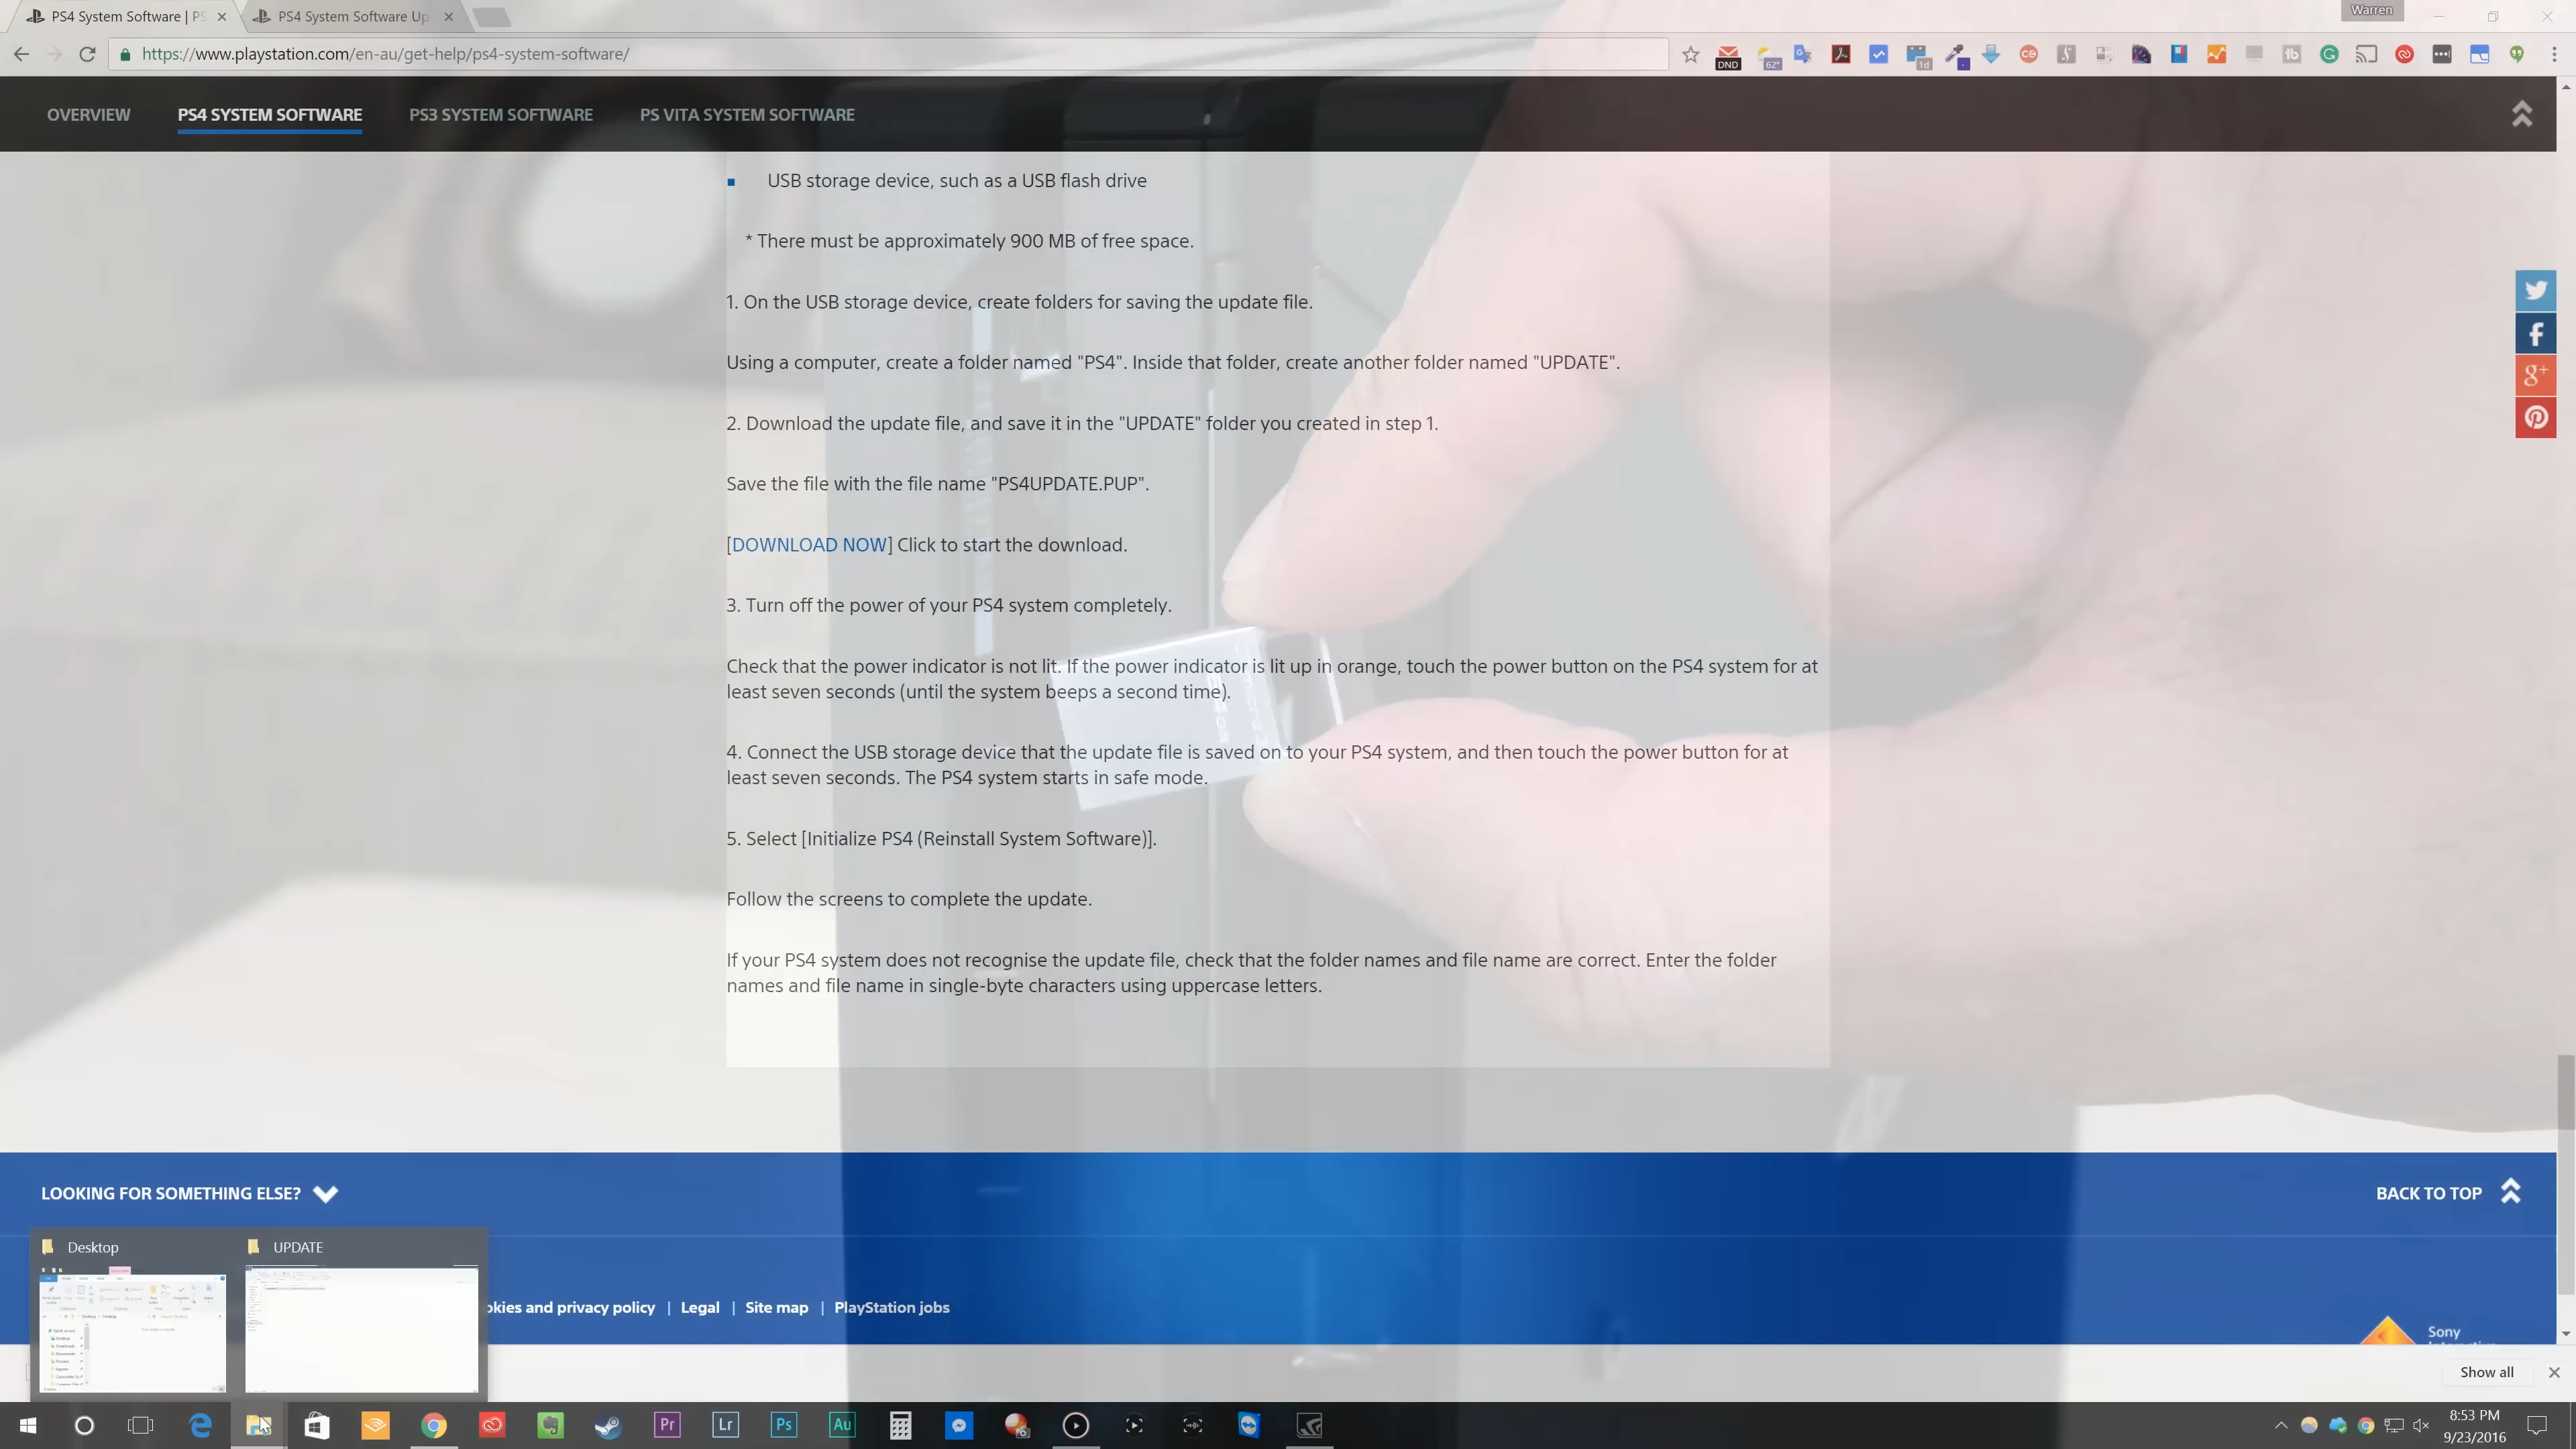 PS4 System Software | PS
PS4 System Software Up
Warren
https://www.playstation.com/en-au/get-help/ps4-system-software/
DND
62°
1d
OVERVIEW
PS4 SYSTEM SOFTWARE
PS3 SYSTEM SOFTWARE
PS VITA SYSTEM SOFTWARE
USB storage device, such as a USB flash drive
* There must be approximately 900 MB of free space.
1. On the USB storage device, create folders for saving the update file.
Using a computer, create a folder named "PS4". Inside that folder, create another folder named "UPDATE".
2. Download the update file, and save it in the "UPDATE" folder you created in step 1.
Save the file with the file name "PS4UPDATE.PUP".
[DOWNLOAD NOW] Click to start the download.
3. Turn off the power of your PS4 system completely.
Check that the power indicator is not lit. If the power indicator is lit up in orange, touch the power button on the PS4 system for at
least seven seconds (until the system beeps a second time).
4. Connect the USB storage device that the update file is saved on to your PS4 system, and then touch the power button for at
least seven seconds. The PS4 system starts in safe mode.
5. Select [Initialize PS4 (Reinstall System Software)].
Follow the screens to complete the update.
If your PS4 system does not recognise the update file, check that the folder names and file name are correct. Enter the folder
names and file name in single-byte characters using uppercase letters.
LOOKING FOR SOMETHING ELSE?
BACK TO TOP
Desktop
UPDATE
okies and privacy policy | Legal | Site map | PlayStation jobs
Sony
Show all
Pr
Lr
Ps
Au
8:53 PM
9/23/2016